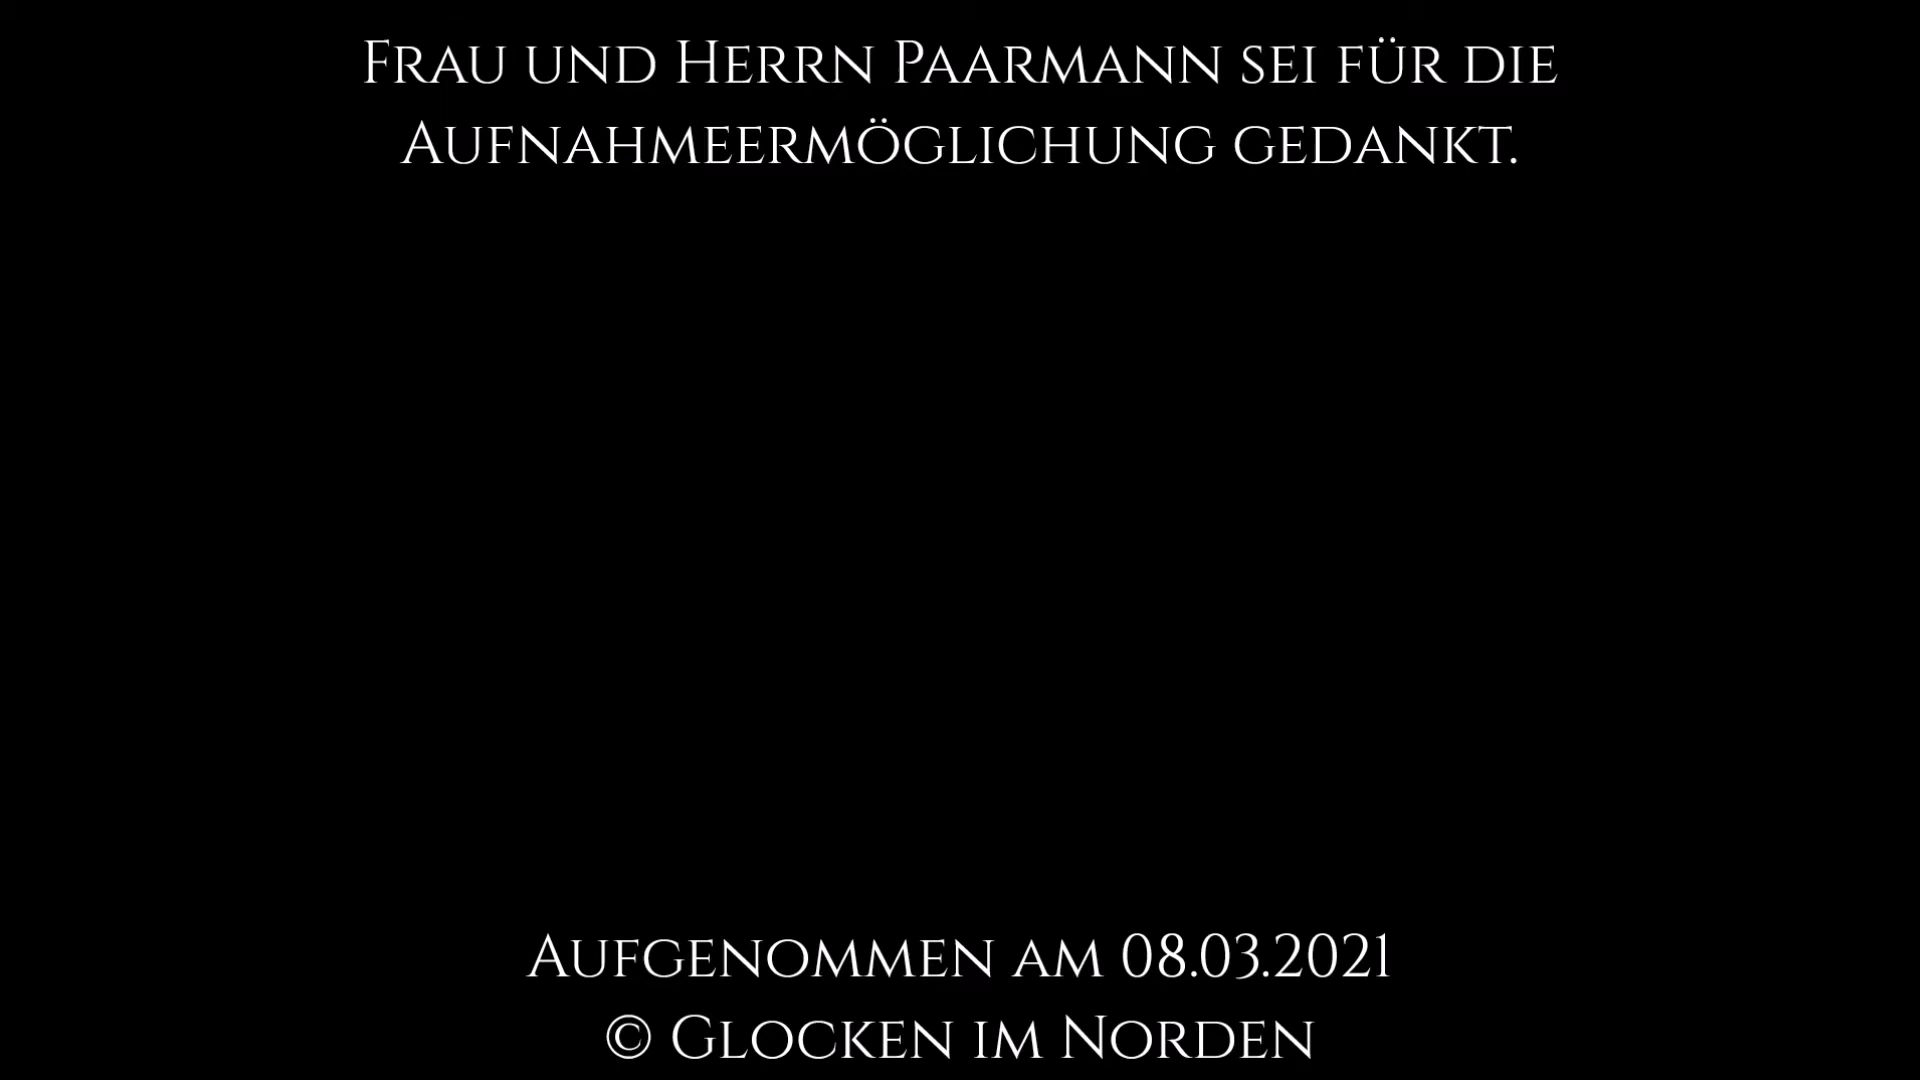 Frau und Herrn Paarmann sei für die
Aufnahmeermöglichung gedankt.
Aufgenommen am 08.03.2021
© Glocken im Norden